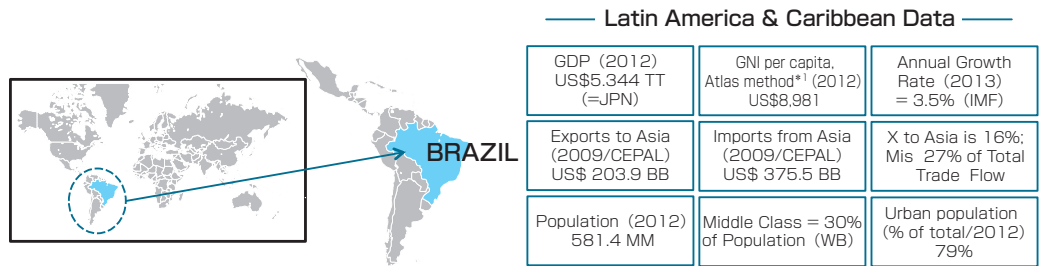 Latin America & Caribbean Data
BRAZIL
GDP (2012)
US$5.344 TT
(=JPN)
GNI per capita,
Atlas method*1 (2012)
US$8,981
Annual Growth
Rate (2013)
= 3.5% (IMF)
Exports to Asia
(2009/CEPAL)
US$ 203.9 BB
Imports from Asia
(2009/CEPAL)
US$ 375.5 BB
X to Asia is 16%;
Mis 27% of Total
Trade Flow
Population (2012)
581.4 MM
Middle Class = 30%
of Population (WB)
Urban population
(% of total/2012)
79%